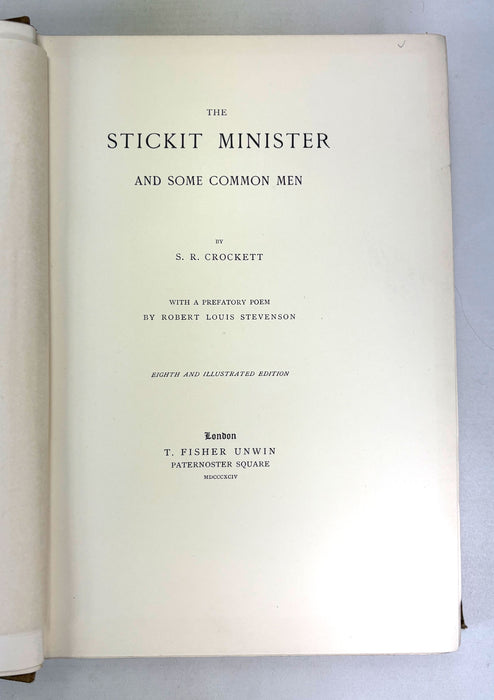 THE
STICKIT MINISTER
AND SOME COMMON MEN
BY
S. R. CROCKETT
WITH A PREFATORY POEM
BY ROBERT LOUIS STEVENSON
EIGHTH AND ILLUSTRATED EDITION
London
T. FISHER UNWIN
PATERNOSTER SQUARE
MDCCCXCIV